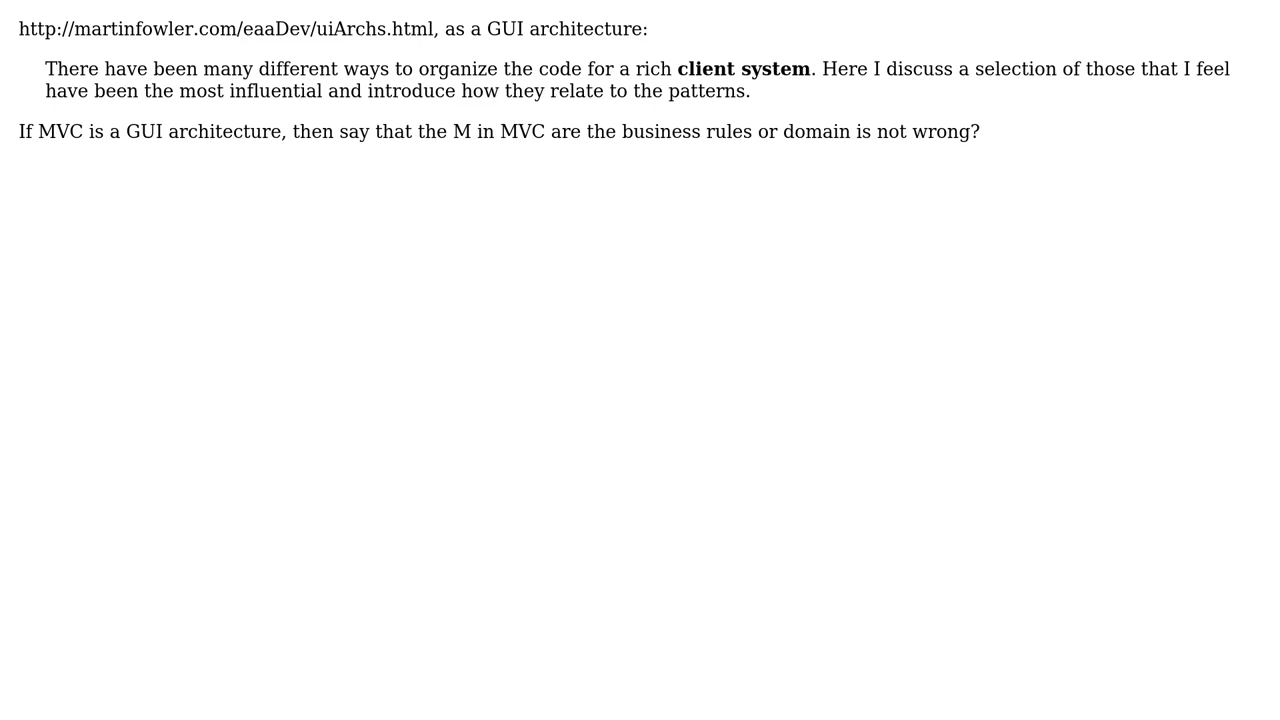 http://martinfowler.com/eaaDev/uiArchs.html, as a GUI architecture:
There have been many different ways to organize the code for a rich client system. Here I discuss a selection of those that I feel
have been the most influential and introduce how they relate to the patterns.
If MVC is a GUI architecture, then say that the M in MVC are the business rules or domain is not wrong?